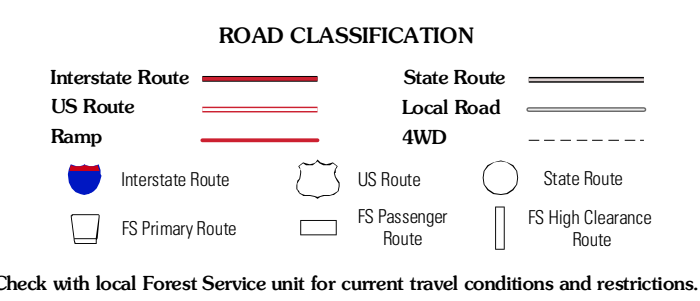 ROAD CLASSIFICATION
Interstate Route
State Route
US Route
Local Road
Ramp
4WD
Interstate Route
US Route
State Route
FS Primary Route
FS Passenger
Route
FS High Clearance
Route
Check with local Forest Service unit for current travel conditions and restrictions.